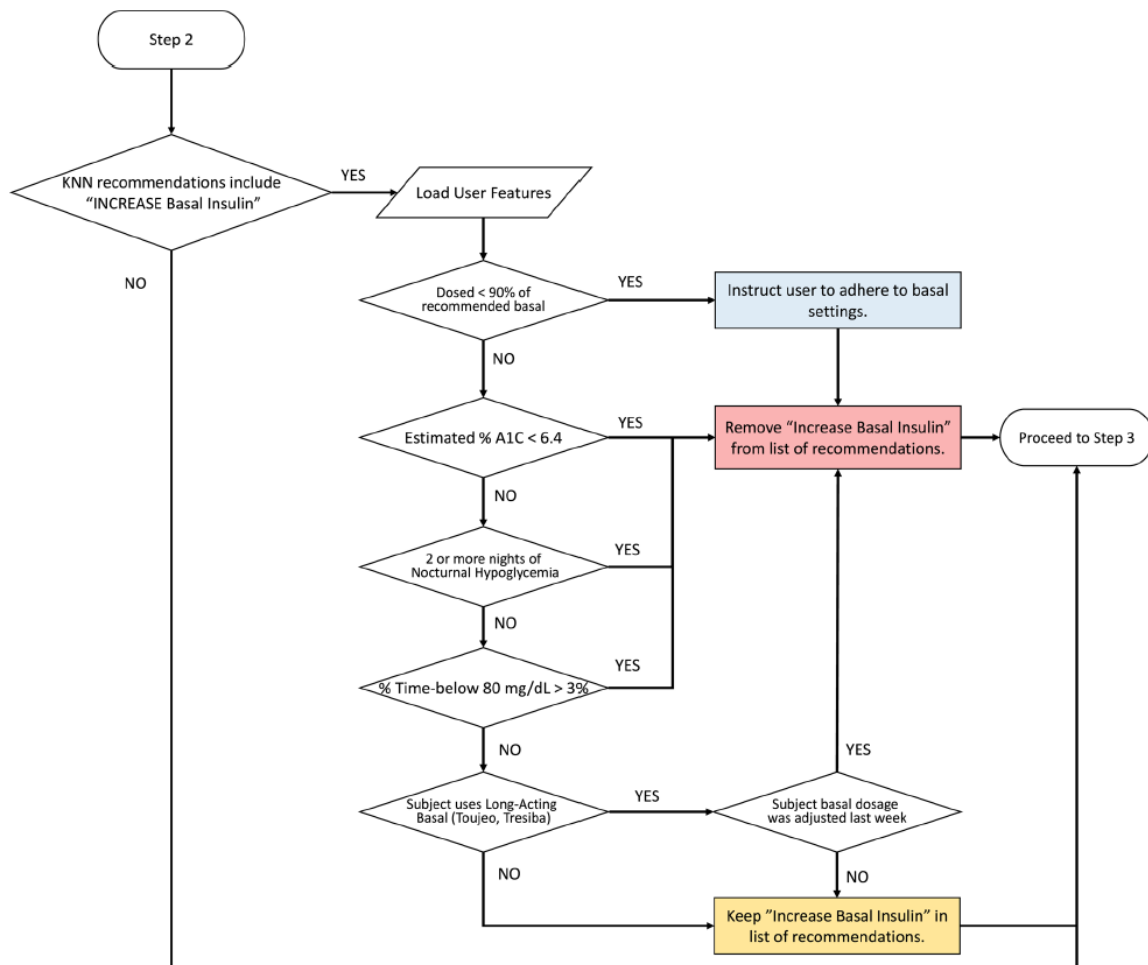 Step 2
KNN recommendations include
“INCREASE Basal Insulin”
YES
NO
Load User Features
Dosed < 90% of
recommended basal
YES
NO
Instruct user to adhere to basal
settings.
Estimated % A1C < 6.4
YES
NO
Remove “Increase Basal Insulin”
from list of recommendations.
Proceed to Step 3
2 or more nights of
Nocturnal Hypoglycemia
YES
NO
% Time-below 80 mg/dL > 3%
YES
NO
Subject uses Long-Acting
Basal (Toujeo, Tresiba)
YES
NO
Subject basal dosage
was adjusted last week
YES
NO
Keep ”Increase Basal Insulin” in
list of recommendations.